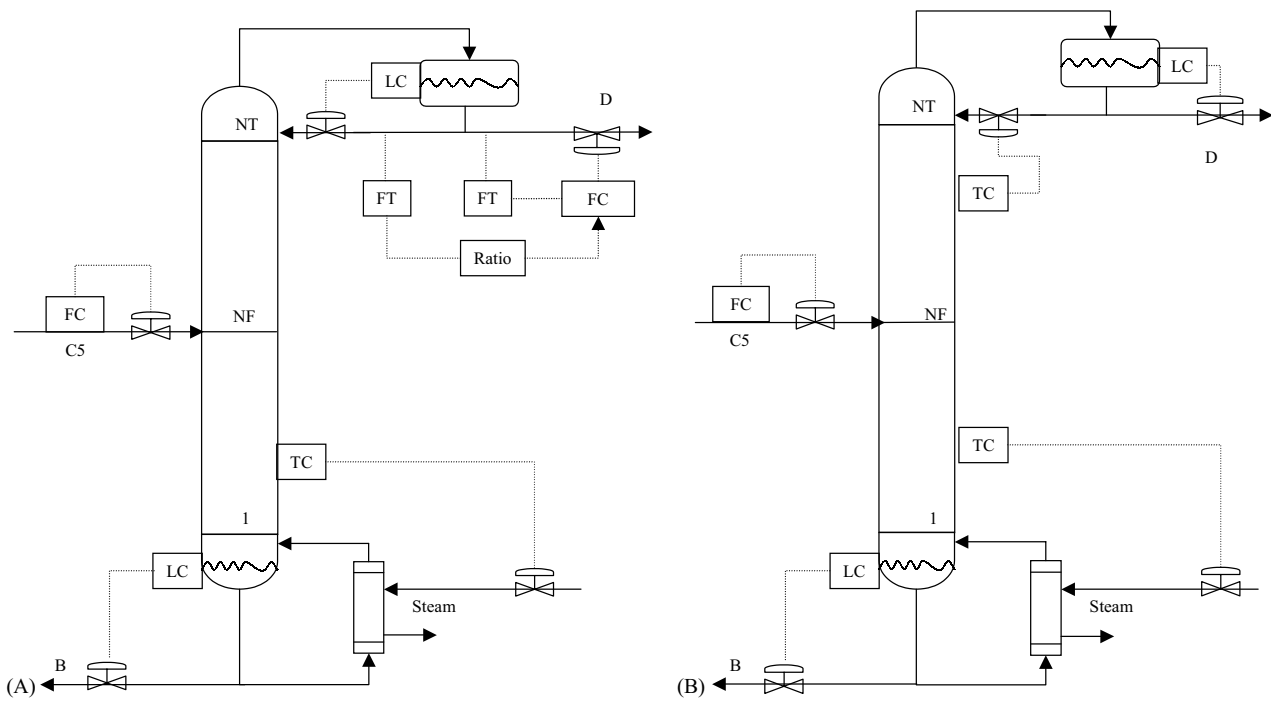 LC
D
NT
FT
FT
FC
Ratio
FC
NF
C5
TC
1
LC
Steam
B
(A)
LC
NT
D
TC
FC
NF
C5
TC
1
LC
Steam
B
(B)